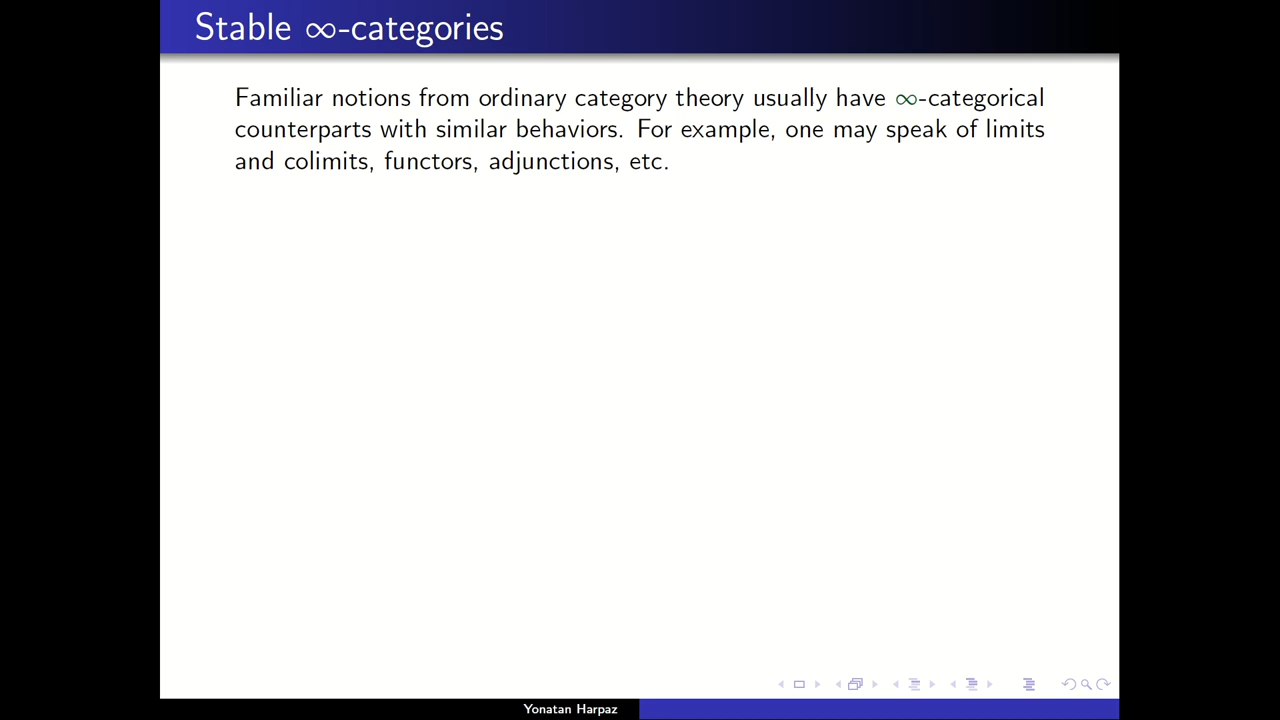 Stable ∞-categories
Familiar notions from ordinary category theory usually have ∞-categorical
counterparts with similar behaviors. For example, one may speak of limits
and colimits, functors, adjunctions, etc.
Yonatan Harpaz